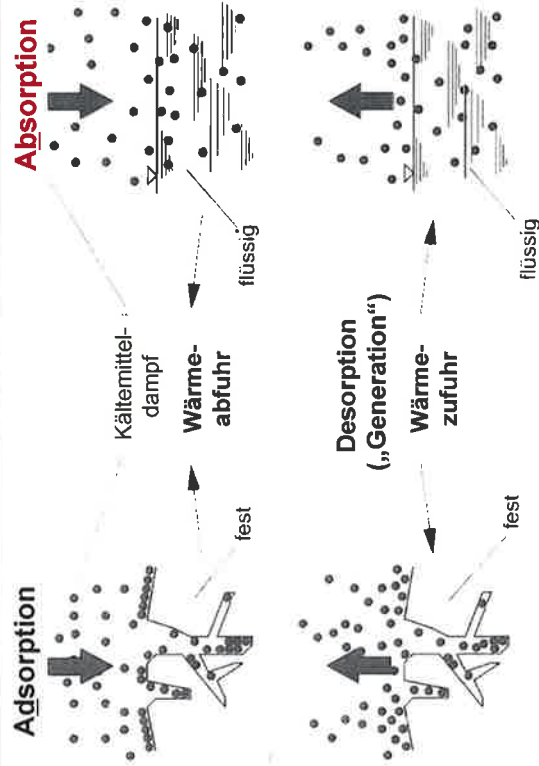 Adsorption
Absorption
Kältemittel-
dampf
Wärme-
abfuhr
fest
flüssig
Desorption
(„Generation“)
Wärme-
zufuhr
fest
flüssig